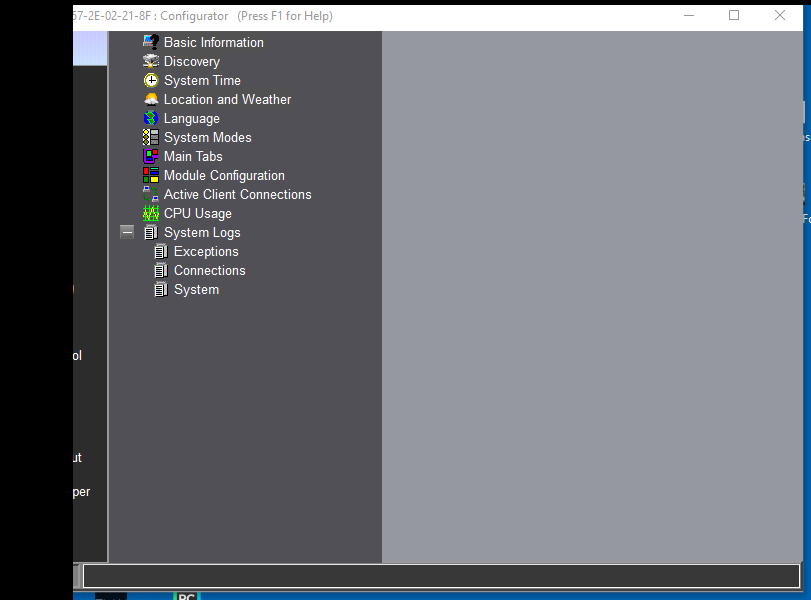 67-2E-02-21-8F : Configurator (Press F1 for Help)
Basic Information
Discovery
System Time
Location and Weather
Language
System Modes
Main Tabs
Module Configuration
Active Client Connections
CPU Usage
System Logs
Exceptions
Connections
System
ol
ut
per
PC